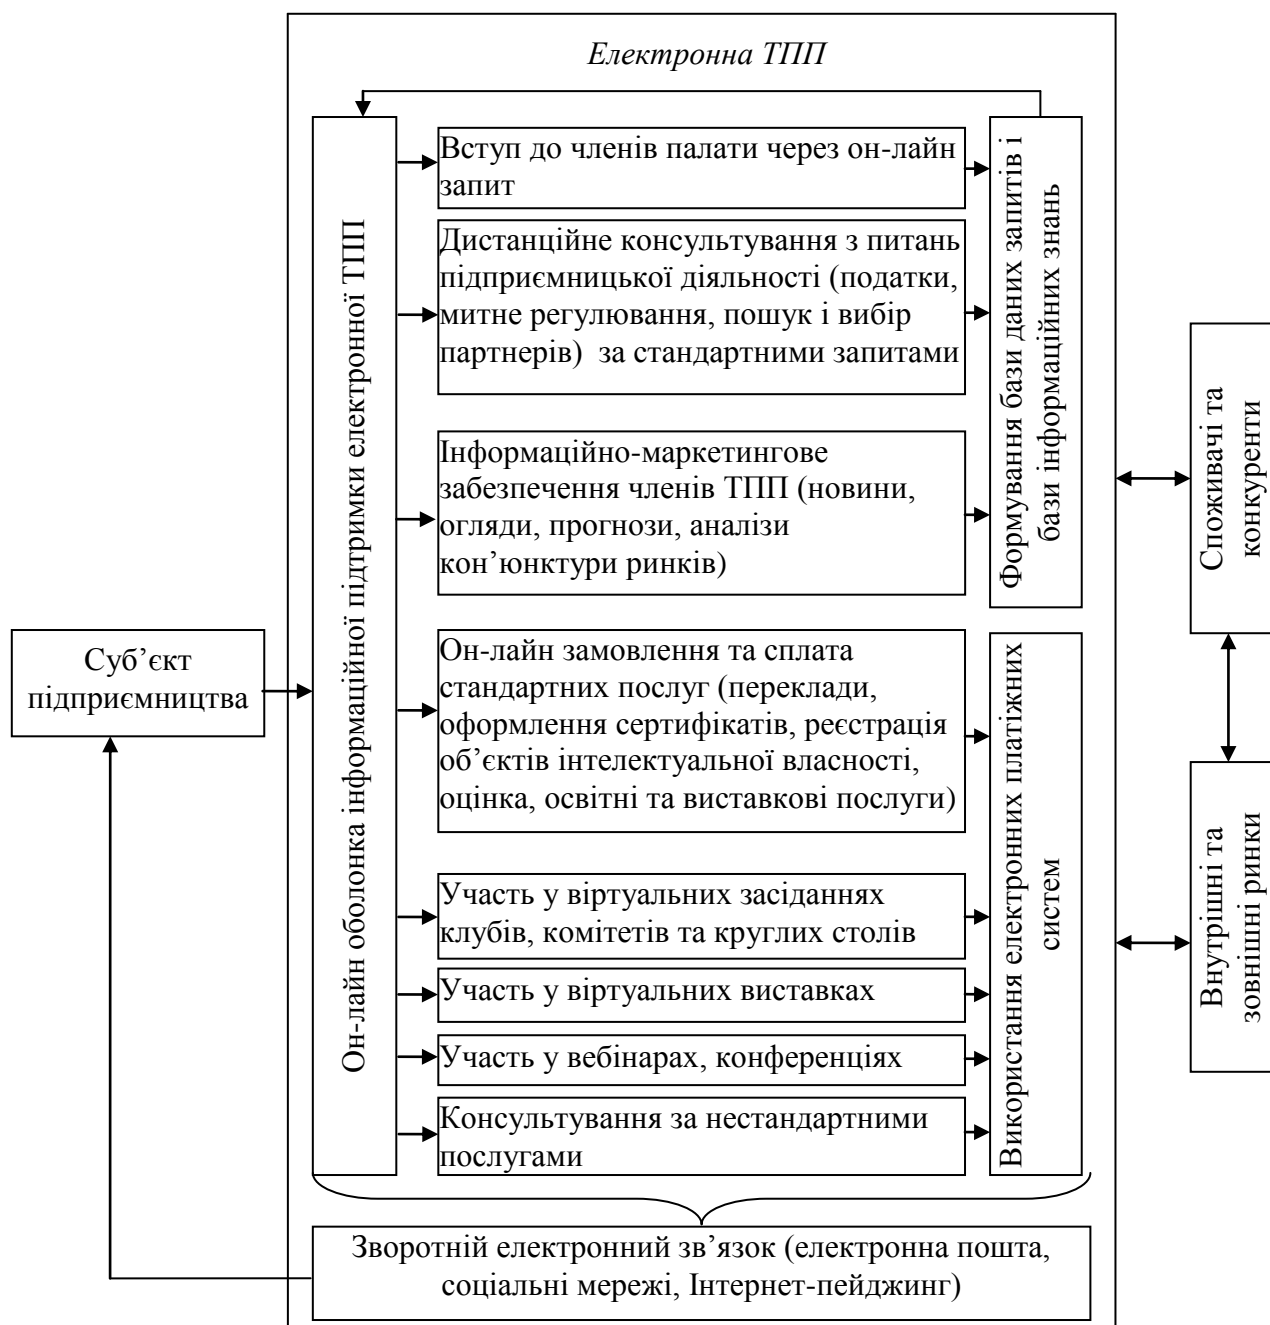 Електронна ТПП
Суб’єкт
підприємництва
Он-лайн оболонка інформаційної підтримки електронної ТПП
Вступ до членів палати через он-лайн
запит
Дистанційне консультування з питань
підприємницької діяльності (податки,
митне регулювання, пошук і вибір
партнерів) за стандартними запитами
Інформаційно-маркетингове
забезпечення членів ТПП (новини,
огляди, прогнози, аналізи
кон’юнктури ринків)
Он-лайн замовлення та сплата
стандартних послуг (переклади,
оформлення сертифікатів, реєстрація
об’єктів інтелектуальної власності,
оцінка, освітні та виставкові послуги)
Участь у віртуальних засіданнях
клубів, комітетів та круглих столів
Участь у віртуальних виставках
Участь у вебінарах, конференціях
Консультування за нестандартними
послугами
Формування бази даних запитів і
бази інформаційних знань
Використання електронних платіжних
систем
Споживачі та
конкуренти
Внутрішні та
зовнішні ринки
Зворотній електронний зв’язок (електронна пошта,
соціальні мережі, Інтернет-пейджинг)